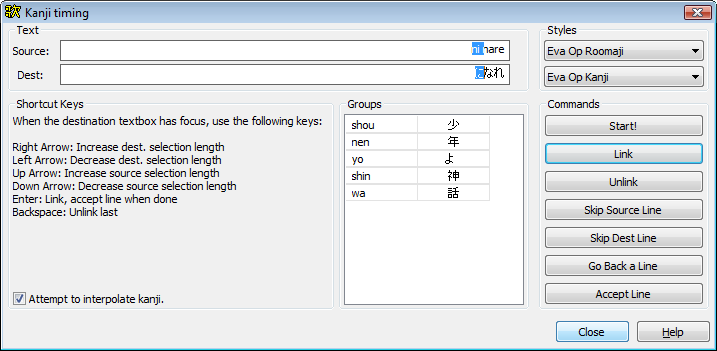 Kanji timing
Text
Source: ni nare
Dest: になれ
Styles
Eva Op Roomaji
Eva Op Kanji
Shortcut Keys
When the destination textbox has focus, use the following keys:
Right Arrow: Increase dest. selection length
Left Arrow: Decrease dest. selection length
Up Arrow: Increase source selection length
Down Arrow: Decrease source selection length
Enter: Link, accept line when done
Backspace: Unlink last
Attempt to interpolate kanji.
Groups
shou 少
nen 年
yo よ
shin 神
wa 話
Commands
Start!
Link
Unlink
Skip Source Line
Skip Dest Line
Go Back a Line
Accept Line
Close
Help